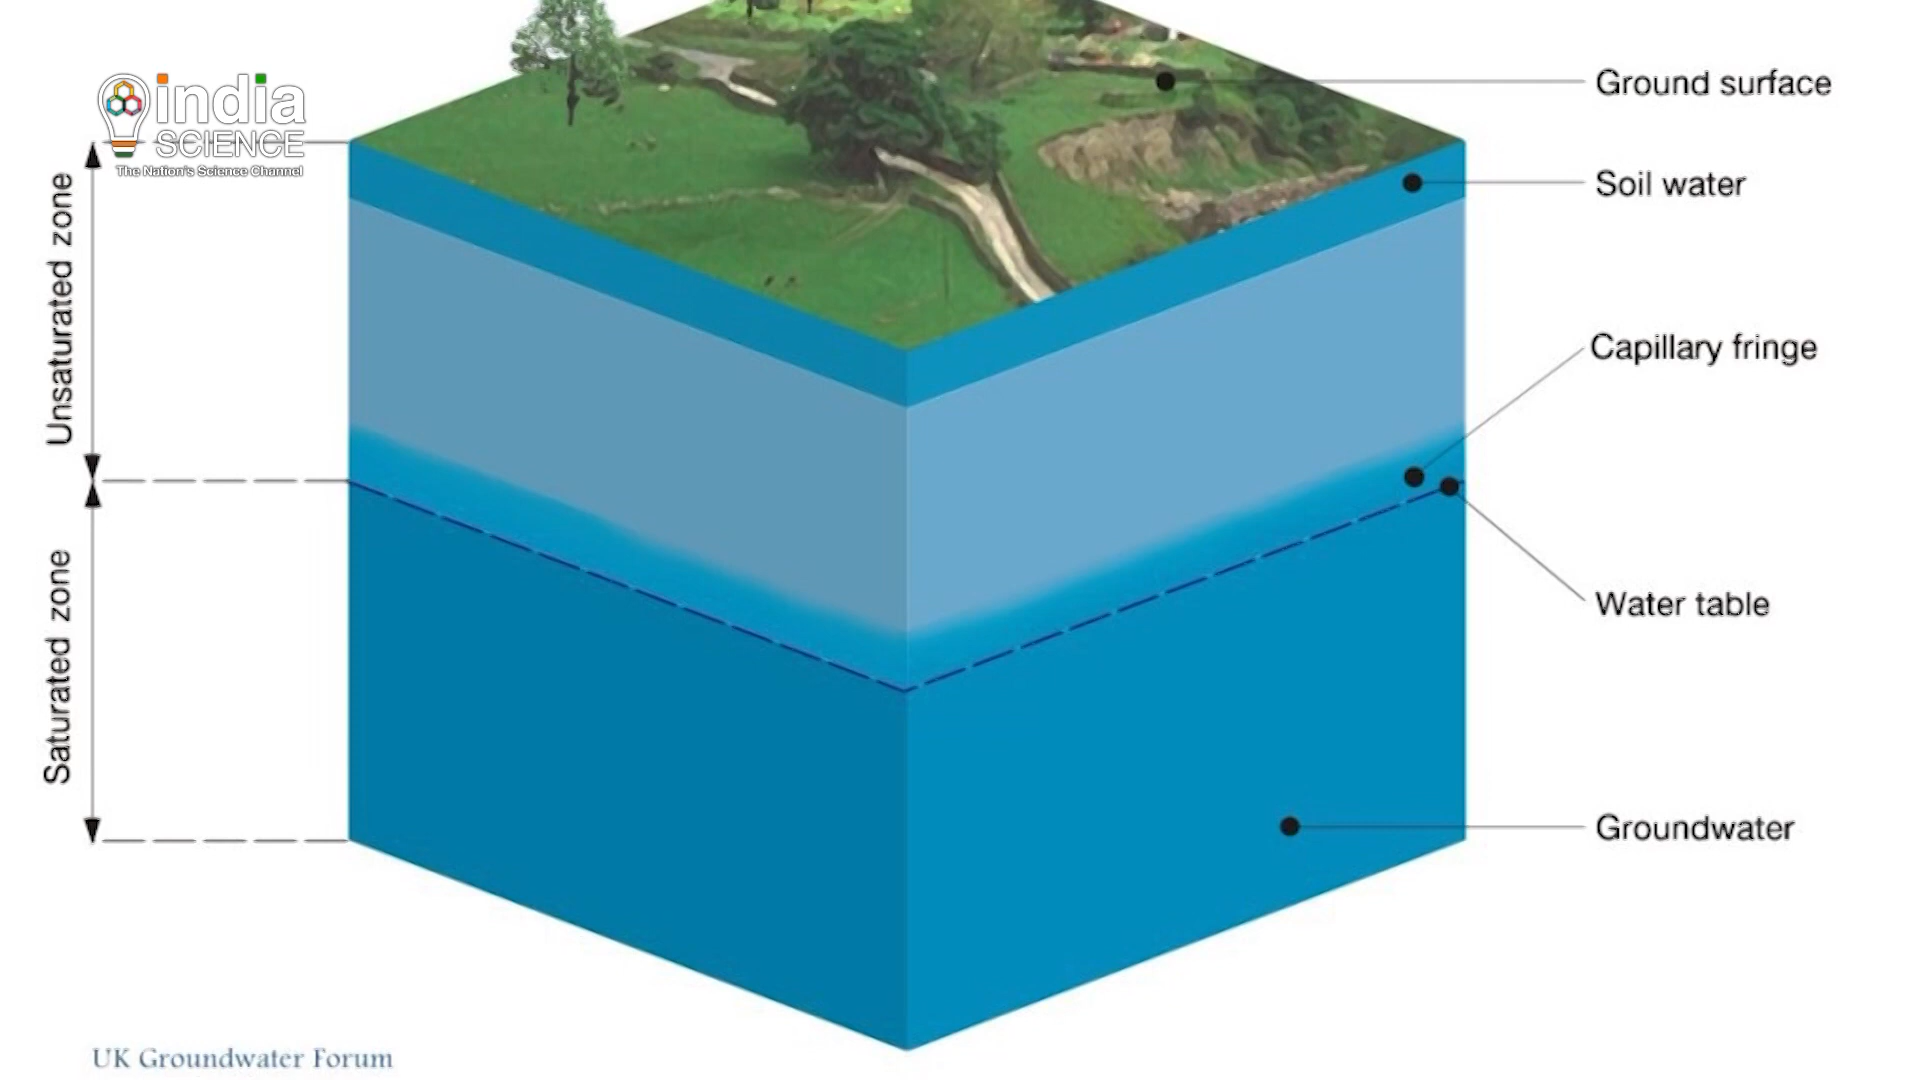 india
SCIENCE
The Nation's Science Channel
Unsaturated zone
Saturated zone
Ground surface
Soil water
Capillary fringe
Water table
Groundwater
UK Groundwater Forum